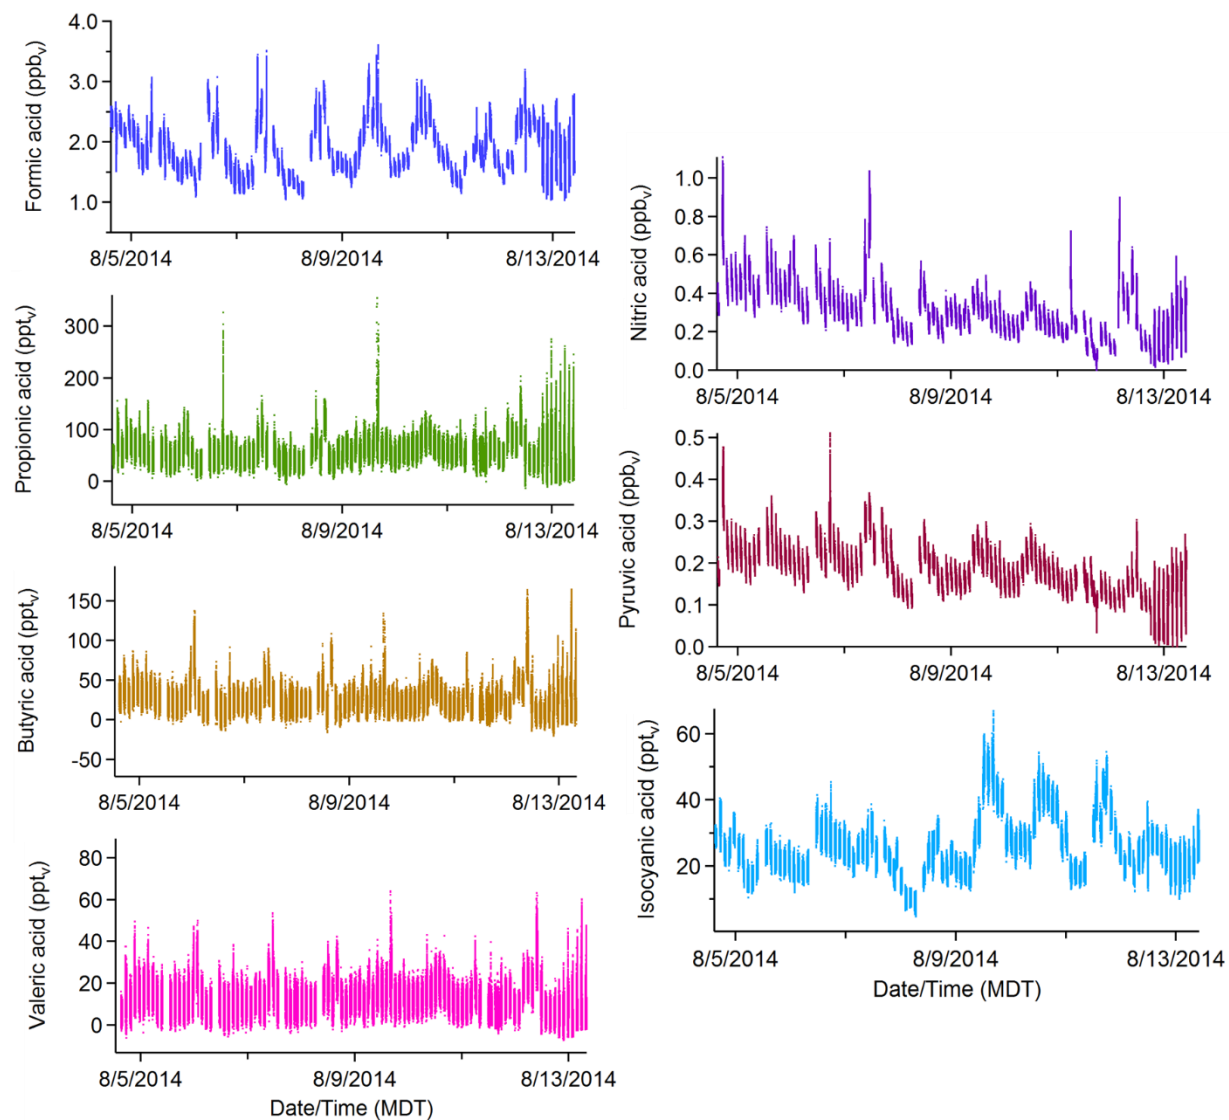 Formic acid (ppbv)
4.0
3.0
2.0
1.0
8/5/2014 8/9/2014 8/13/2014
Propionic acid (pptv)
300
200
100
0
8/5/2014 8/9/2014 8/13/2014
Butyric acid (pptv)
150
100
50
0
-50
8/5/2014 8/9/2014 8/13/2014
Valeric acid (pptv)
80
60
40
20
0
8/5/2014 8/9/2014 8/13/2014
Date/Time (MDT)
Nitric acid (ppbv)
1.0
0.8
0.6
0.4
0.2
0.0
8/5/2014 8/9/2014 8/13/2014
Pyruvic acid (ppbv)
0.5
0.4
0.3
0.2
0.1
0.0
8/5/2014 8/9/2014 8/13/2014
Isocyanic acid (pptv)
60
40
20
8/5/2014 8/9/2014 8/13/2014
Date/Time (MDT)